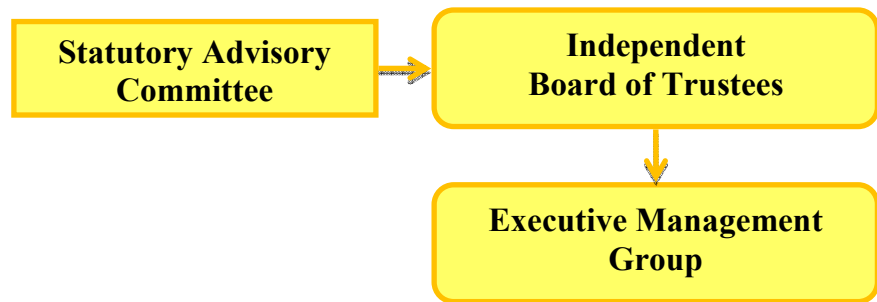 Statutory Advisory
Committee
Independent
Board of Trustees
Executive Management
Group